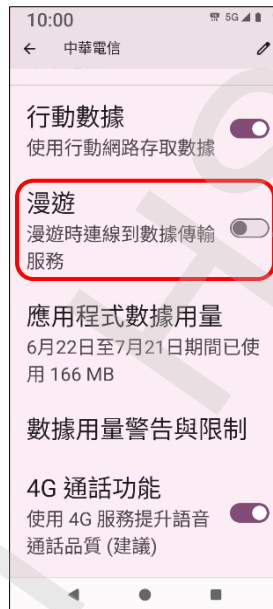 10:00
5G
中華電信
行動數據
使用行動網路存取數據
漫遊
漫遊時連線到數據傳輸
服務
應用程式數據用量
6月22日至7月21日期間已使
用 166 MB
數據用量警告與限制
4G 通話功能
使用 4G 服務提升語音
通話品質 (建議)